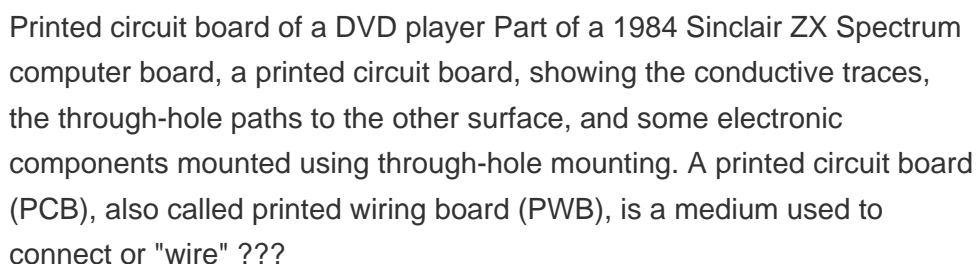 Printed circuit board of a DVD player Part of a 1984 Sinclair ZX Spectrum
computer board, a printed circuit board, showing the conductive traces,
the through-hole paths to the other surface, and some electronic
components mounted using through-hole mounting. A printed circuit board
(PCB), also called printed wiring board (PWB), is a medium used to
connect or "wire" ???